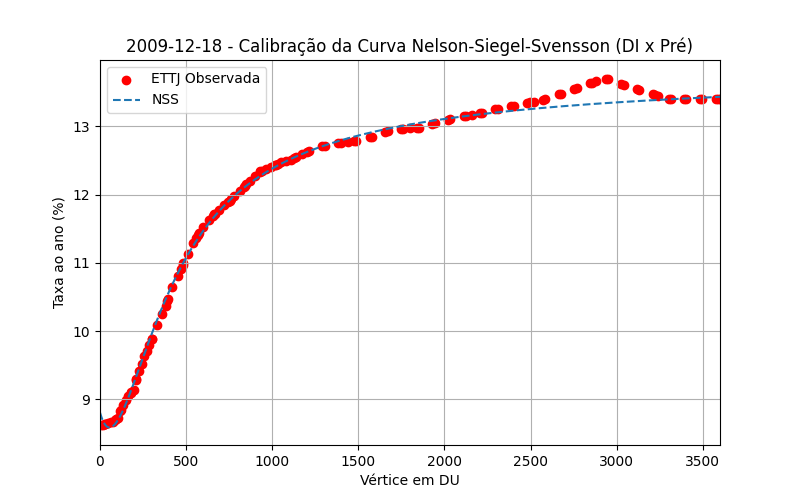 2009-12-18 - Calibração da Curva Nelson-Siegel-Svensson (DI x Pré)
ETTJ Observada
NSS
Taxa ao ano (%)
13
12
11
10
9
0 500 1000 1500 2000 2500 3000 3500
Vértice em DU